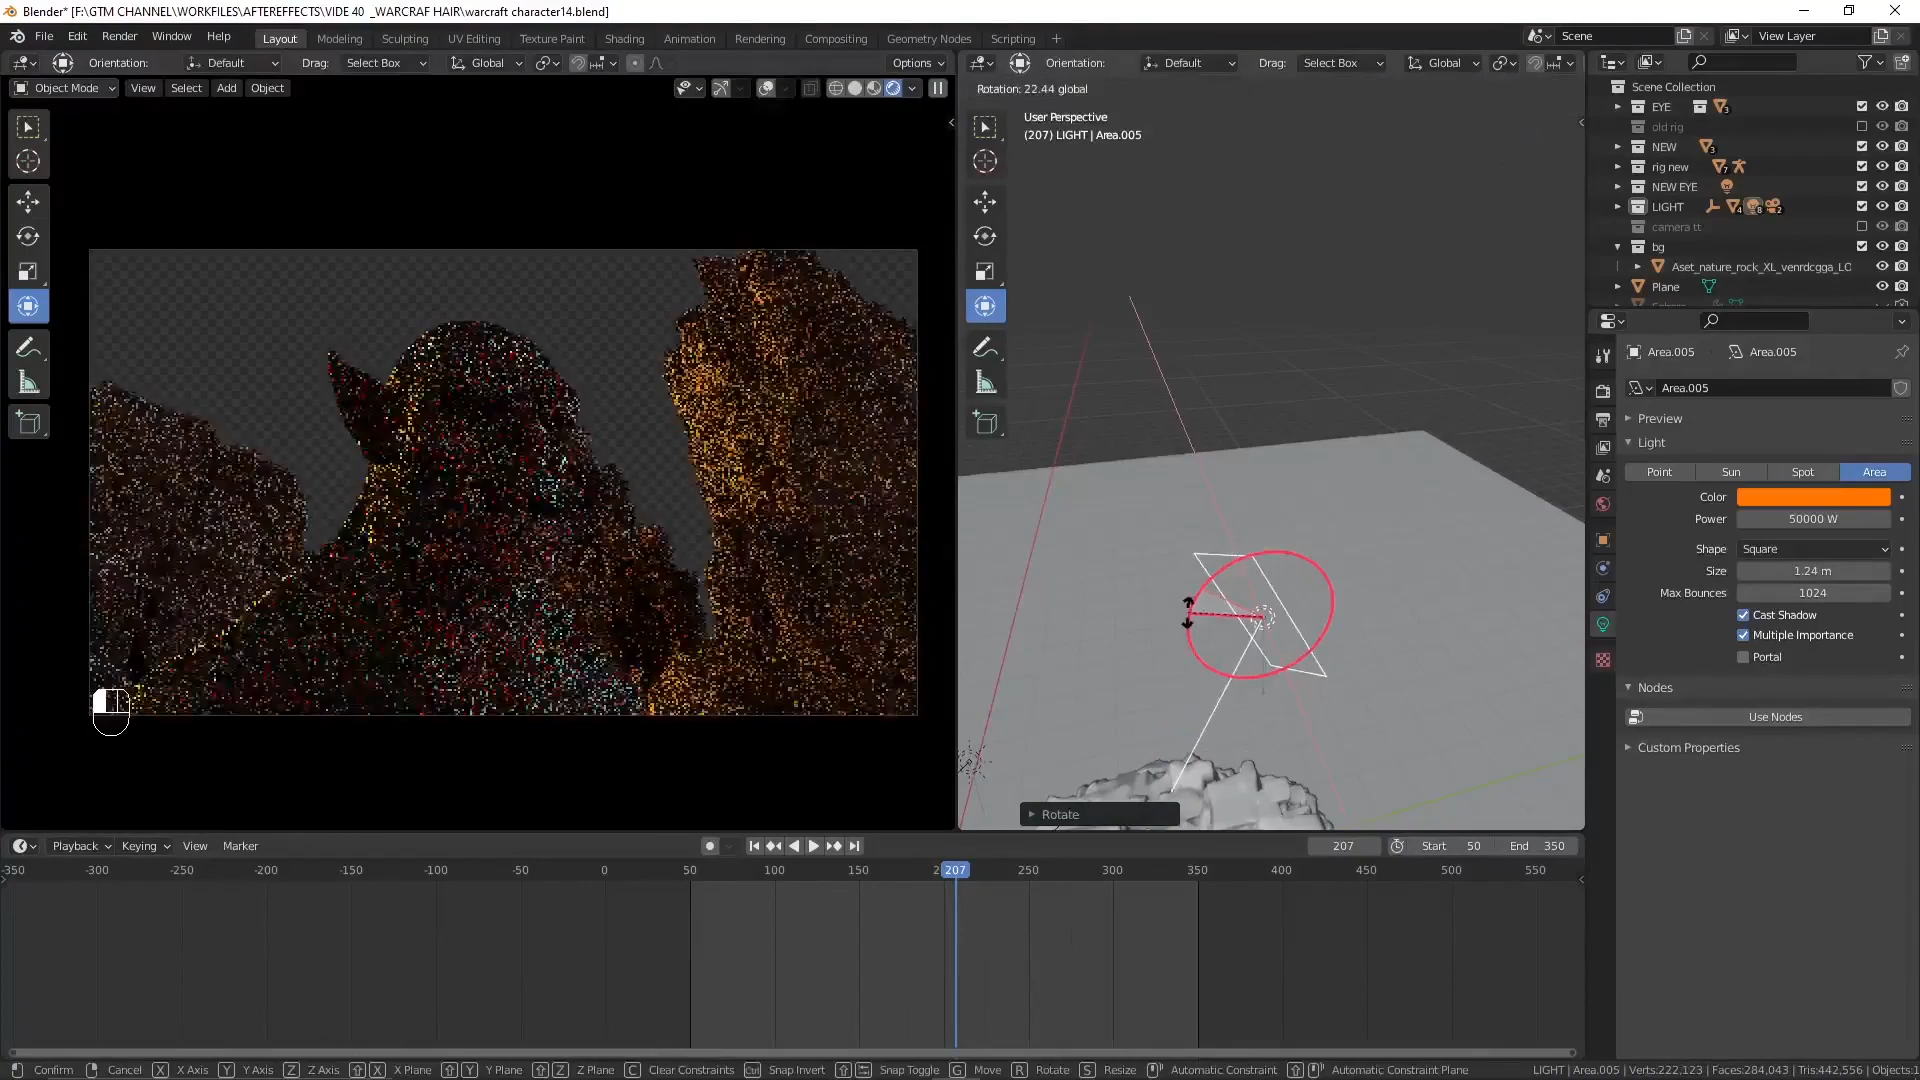 Blender* [F:\GTM CHANNEL\WORKFILES\AFTEREFFECTS\VIDE 40  _WARCRAF HAIR\warcraft character14.blend]
File Edit Render Window Help Layout Modeling Sculpting UV Editing Texture Paint Shading Animation Rendering Compositing Geometry Nodes Scripting + Scene View Layer
Orientation: Default Drag: Select Box Global Options
Orientation: Default Drag: Select Box Global
Object Mode View Select Add Object
Rotation: 22.44 global
User Perspective
(207) LIGHT | Area.005
Scene Collection
EYE 3
old rig
NEW 3
rig new 7
NEW EYE
LIGHT 4 8 2
camera tt
bg
Aset_nature_rock_XL_venrdcgga_LO
Plane
Area.005 Area.005
Area.005
Preview
Light
Point Sun Spot Area
Color
Power 50000 W
Shape Square
Size 1.24 m
Max Bounces 1024
Cast Shadow
Multiple Importance
Portal
Nodes
Use Nodes
Custom Properties
Rotate
Playback Keying View Marker 207 Start 50 End 350
-350 -300 -250 -200 -150 -100 -50 0 50 100 150 2 207 250 300 350 400 450 500 550
Confirm Cancel X X Axis Y Y Axis Z Z Axis X X Plane Y Y Plane Z Z Plane C Clear Constraints Ctrl Snap Invert Snap Toggle G Move R Rotate S Resize Automatic Constraint Automatic Constraint Plane LIGHT | Area.005 | Verts:222,123 | Faces:284,043 | Tris:442,556 | Objects:1